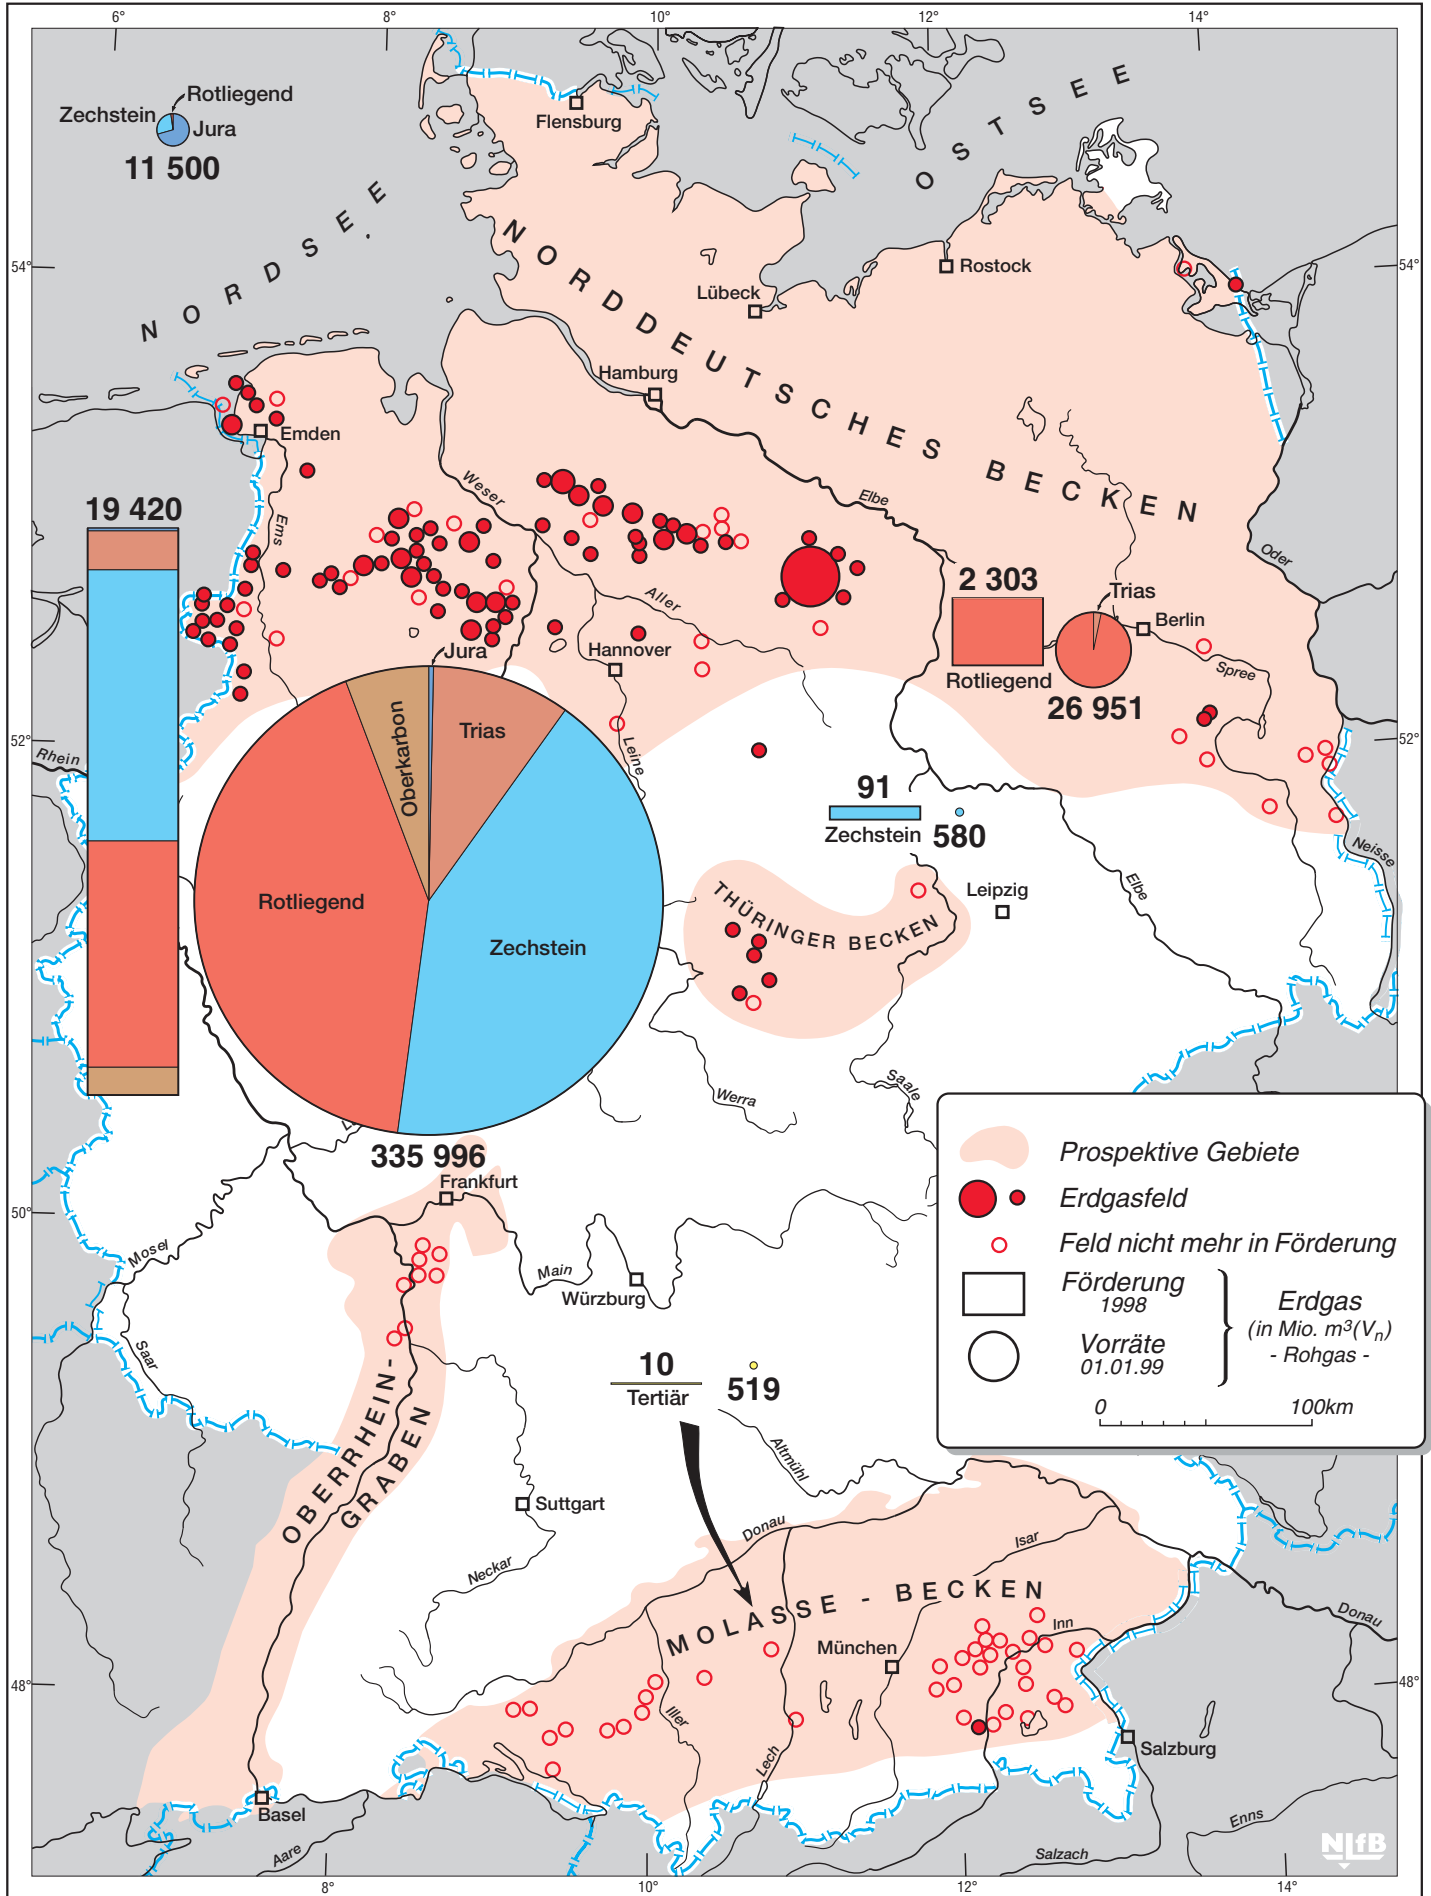 6°
8°
10°
12°
14°
Rotliegend
Zechstein
Jura
11 500
Flensburg
OSTSEE
NORDSEE
54°
54°
Rostock
Lübeck
NORDDEUTSCHES BECKEN
Hamburg
Emden
Weser
Elbe
Ems
19 420
Oder
Aller
2 303
Trias
Berlin
Hannover
Jura
Rotliegend
Spree
26 951
Oberkarbon
Trias
Leine
52°
52°
Rhein
91
Zechstein
580
Neisse
Elbe
Leipzig
THÜRINGER BECKEN
Rotliegend
Zechstein
Saale
Werra
L
335 996
Frankfurt
50°
Mosel
Main
Würzburg
Saar
Prospektive Gebiete
Erdgasfeld
Feld nicht mehr in Förderung
Förderung
1998
Vorräte
01.01.99
Erdgas
(in Mio. m³(Vn)
- Rohgas -
0
100km
10
Tertiär
519
OBERRHEIN-
GRABEN
Altmühl
Suttgart
Neckar
Donau
Isar
MOLASSE - BECKEN
Inn
Donau
München
48°
48°
Iller
Lech
Salzburg
Basel
Aare
Enns
Salzach
NLfB
8°
10°
12°
14°